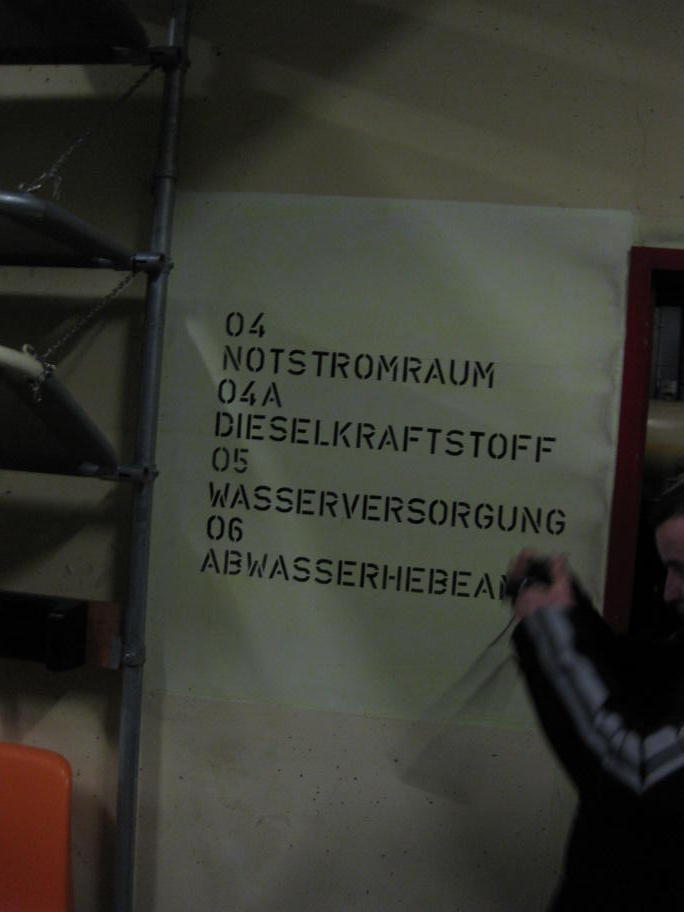 04
NOTSTROMRAUM
04A
DIESELKRAFTSTOFF
05
WASSERVERSORGUNG
06